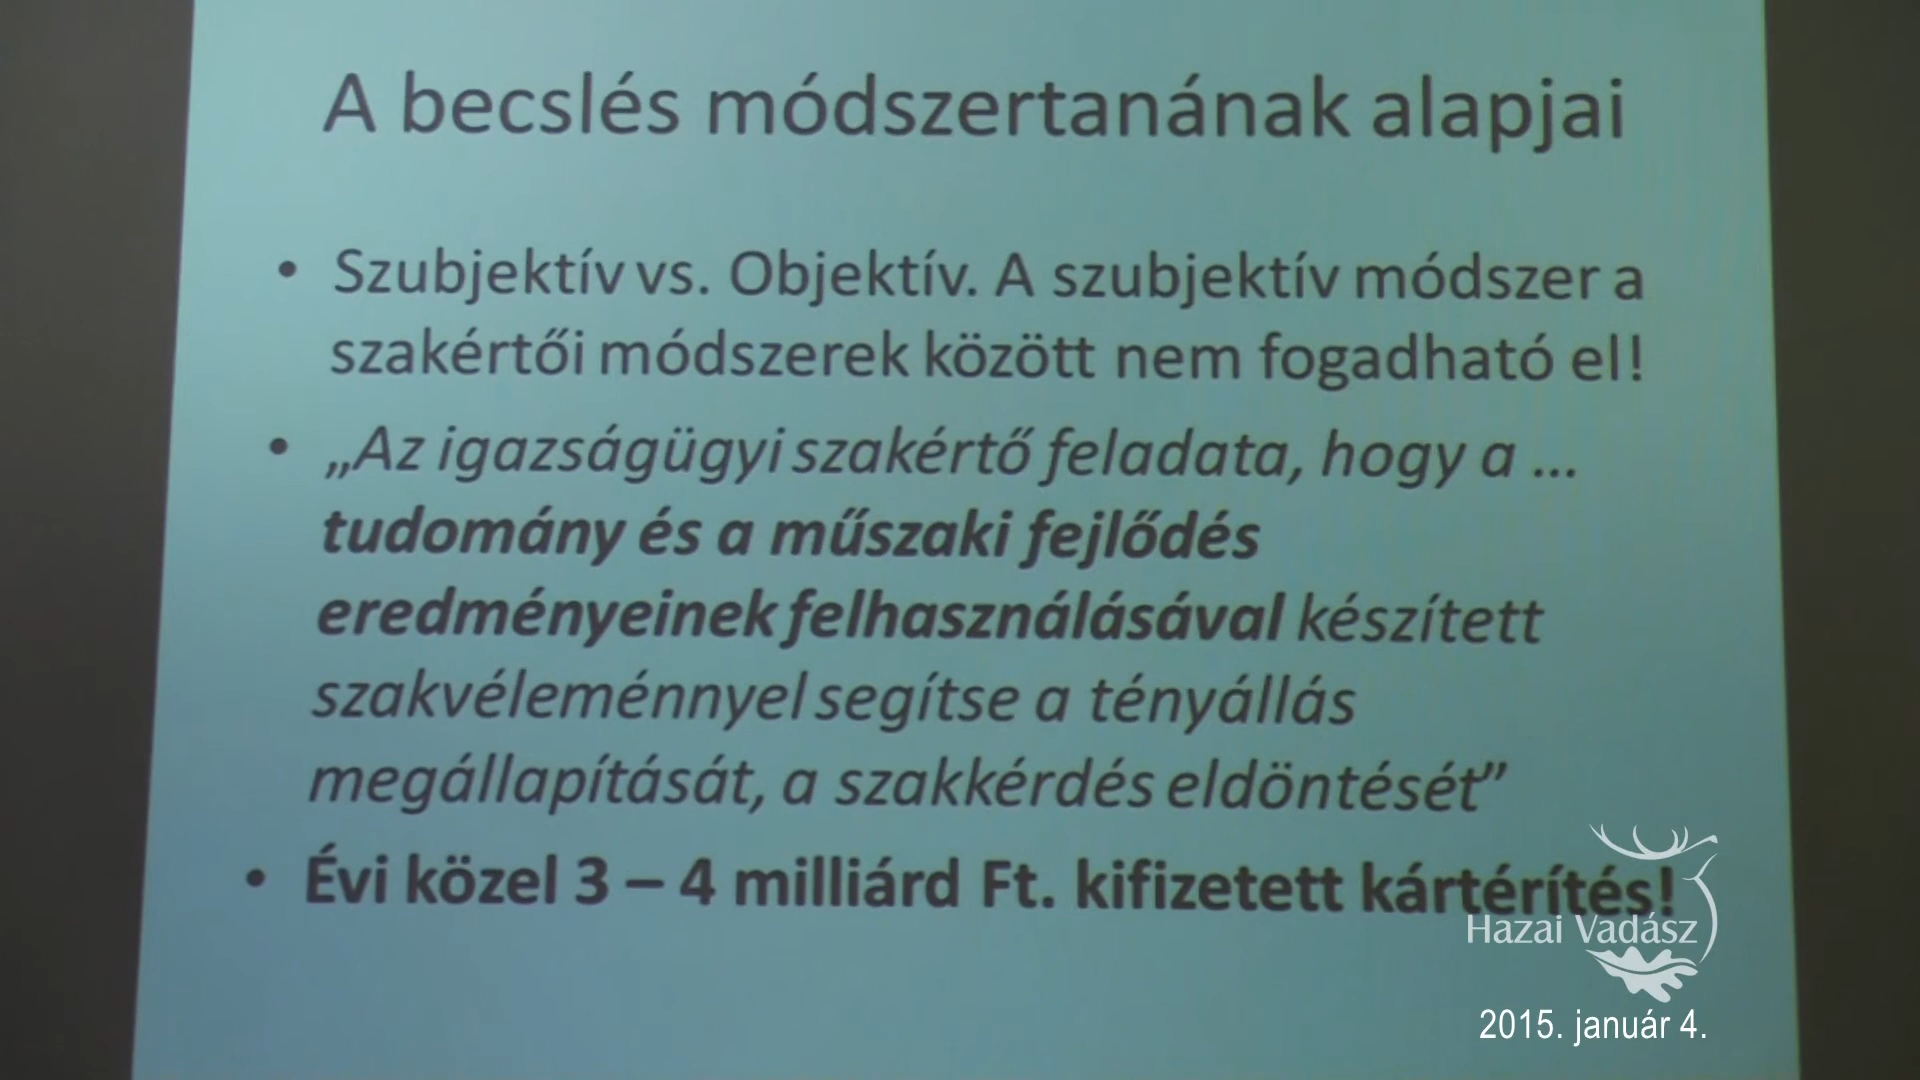 A becslés módszertanának alapjai
• Szubjektív vs. Objektív. A szubjektív módszer a
szakértői módszerek között nem fogadható el!
• „Az igazságügyi szakértő feladata, hogy a ...
tudomány és a műszaki fejlődés
eredményeinek felhasználásával készített
szakvéleménnyel segítse a tényállás
megállapítását, a szakkérdés eldöntését”
• Évi közel 3 – 4 milliárd Ft. kifizetett kártérítés!
Hazai Vadász
2015. január 4.